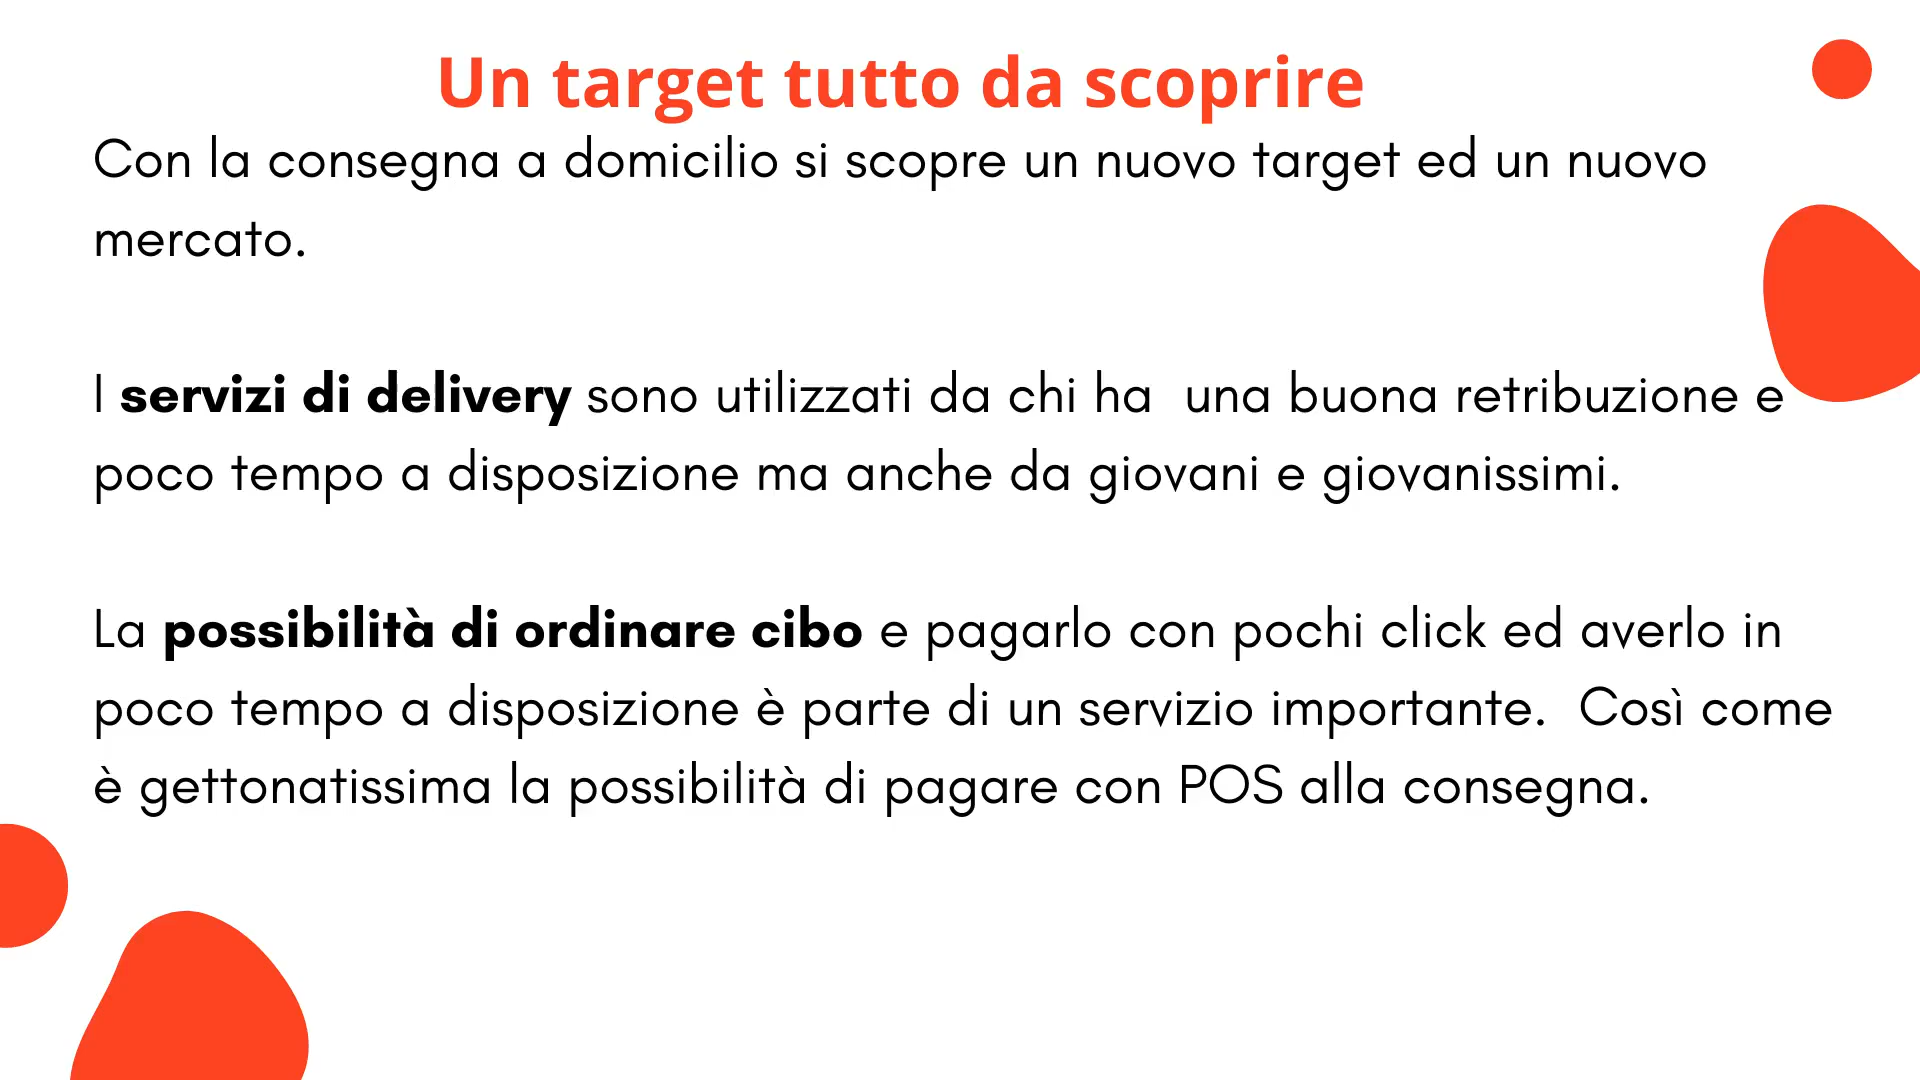 Un target tutto da scoprire
Con la consegna a domicilio si scopre un nuovo target ed un nuovo
mercato.
I servizi di delivery sono utilizzati da chi ha  una buona retribuzione e
poco tempo a disposizione ma anche da giovani e giovanissimi.
La possibilità di ordinare cibo e pagarlo con pochi click ed averlo in
poco tempo a disposizione è parte di un servizio importante.  Così come
è gettonatissima la possibilità di pagare con POS alla consegna.